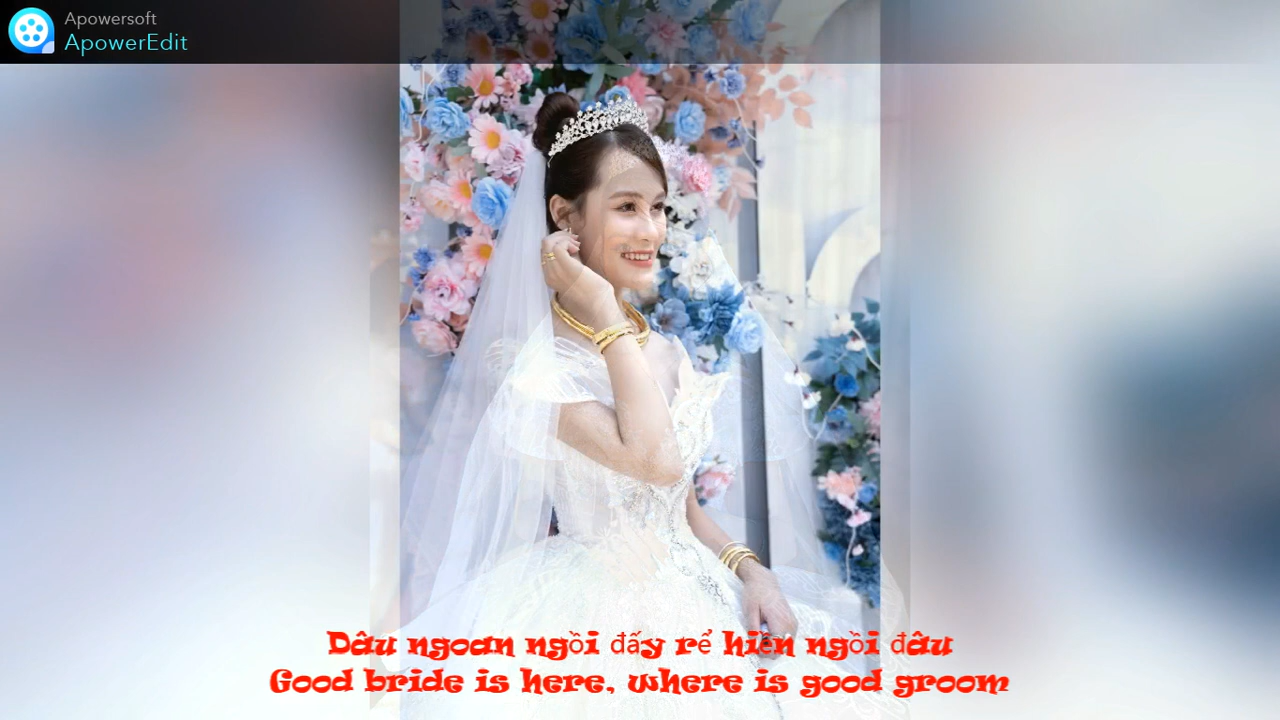 Apowersoft
ApowerEdit
Dâu ngoan ngồi đấy rể hiền ngồi đâu
Good bride is here, where is good groom